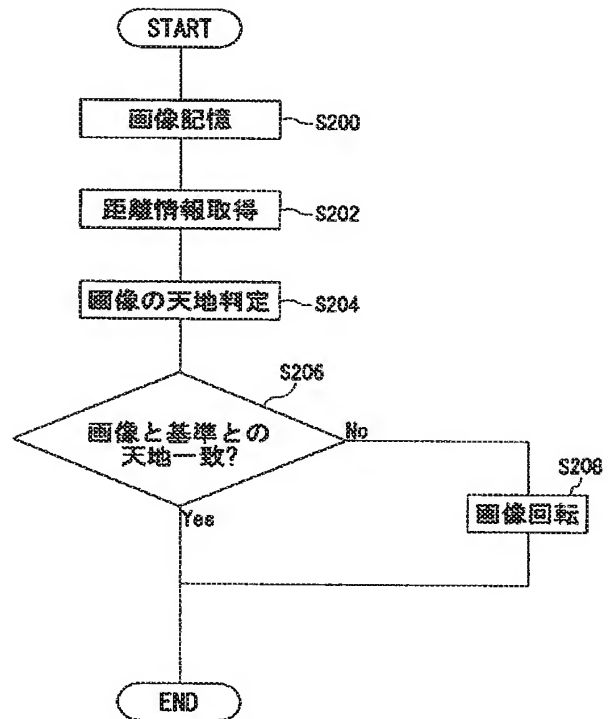 START
画像記憶
S200
距離情報取得
S202
画像の天地判定
S204
S206
画像と基準との
天地一致?
No
S208
画像回転
Yes
END